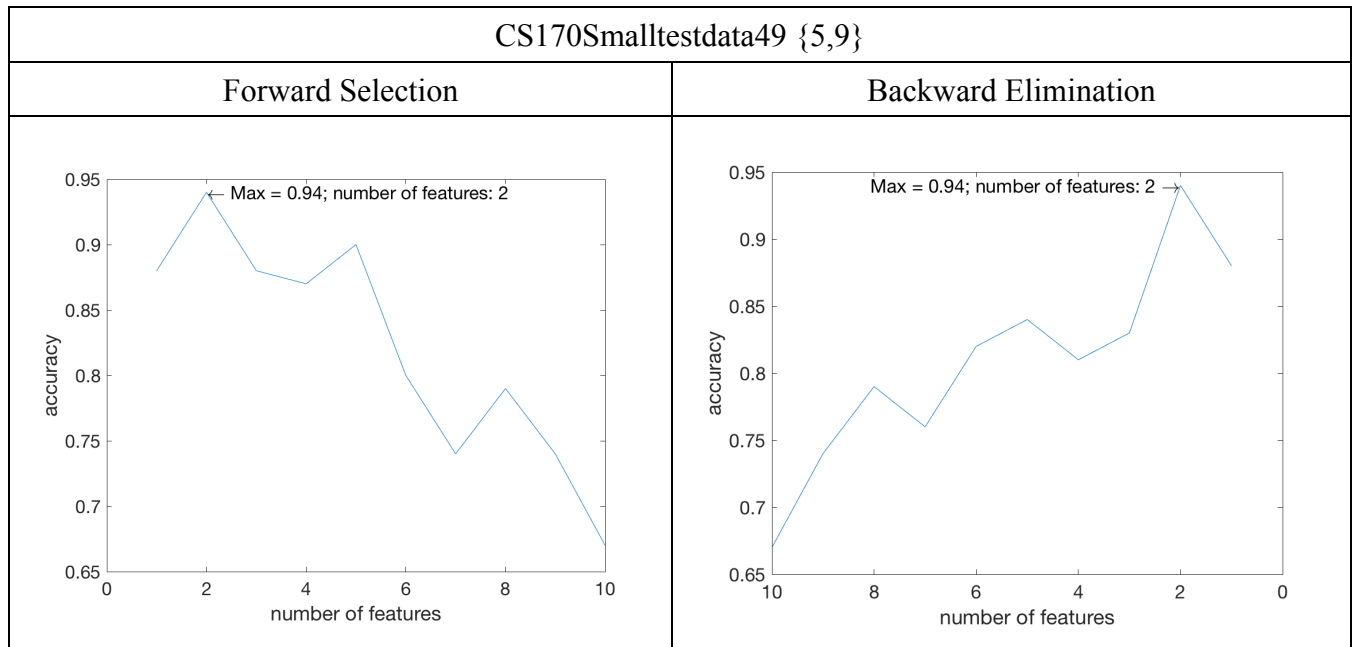 CS170Smalltestdata49 {5,9}
Forward Selection
Backward Elimination
0.95
0.9
0.85
0.8
0.75
0.7
0.65
accuracy
← Max = 0.94; number of features: 2
0 2 4 6 8 10
number of features
0.95
0.9
0.85
0.8
0.75
0.7
0.65
accuracy
Max = 0.94; number of features: 2 →
10 8 6 4 2 0
number of features